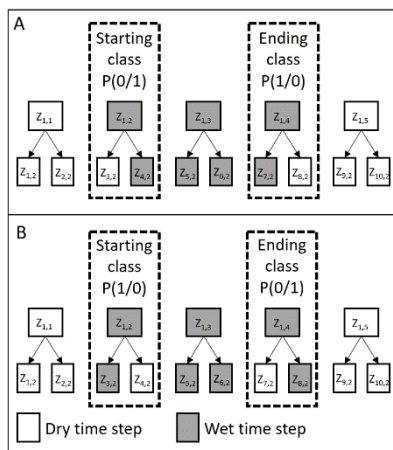 A
Starting Ending
class class
P(0/1) P(1/0)
Z1,1 Z1,2 Z1,3 Z1,4 Z1,5
Z1,2 Z2,2 Z3,2 Z4,2 Z5,2 Z6,2 Z7,2 Z8,2 Z9,2 Z10,2
B
Starting Ending
class class
P(1/0) P(0/1)
Z1,1 Z1,2 Z1,3 Z1,4 Z1,5
Z1,2 Z2,2 Z3,2 Z4,2 Z5,2 Z6,2 Z7,2 Z8,2 Z9,2 Z10,2
Dry time step Wet time step